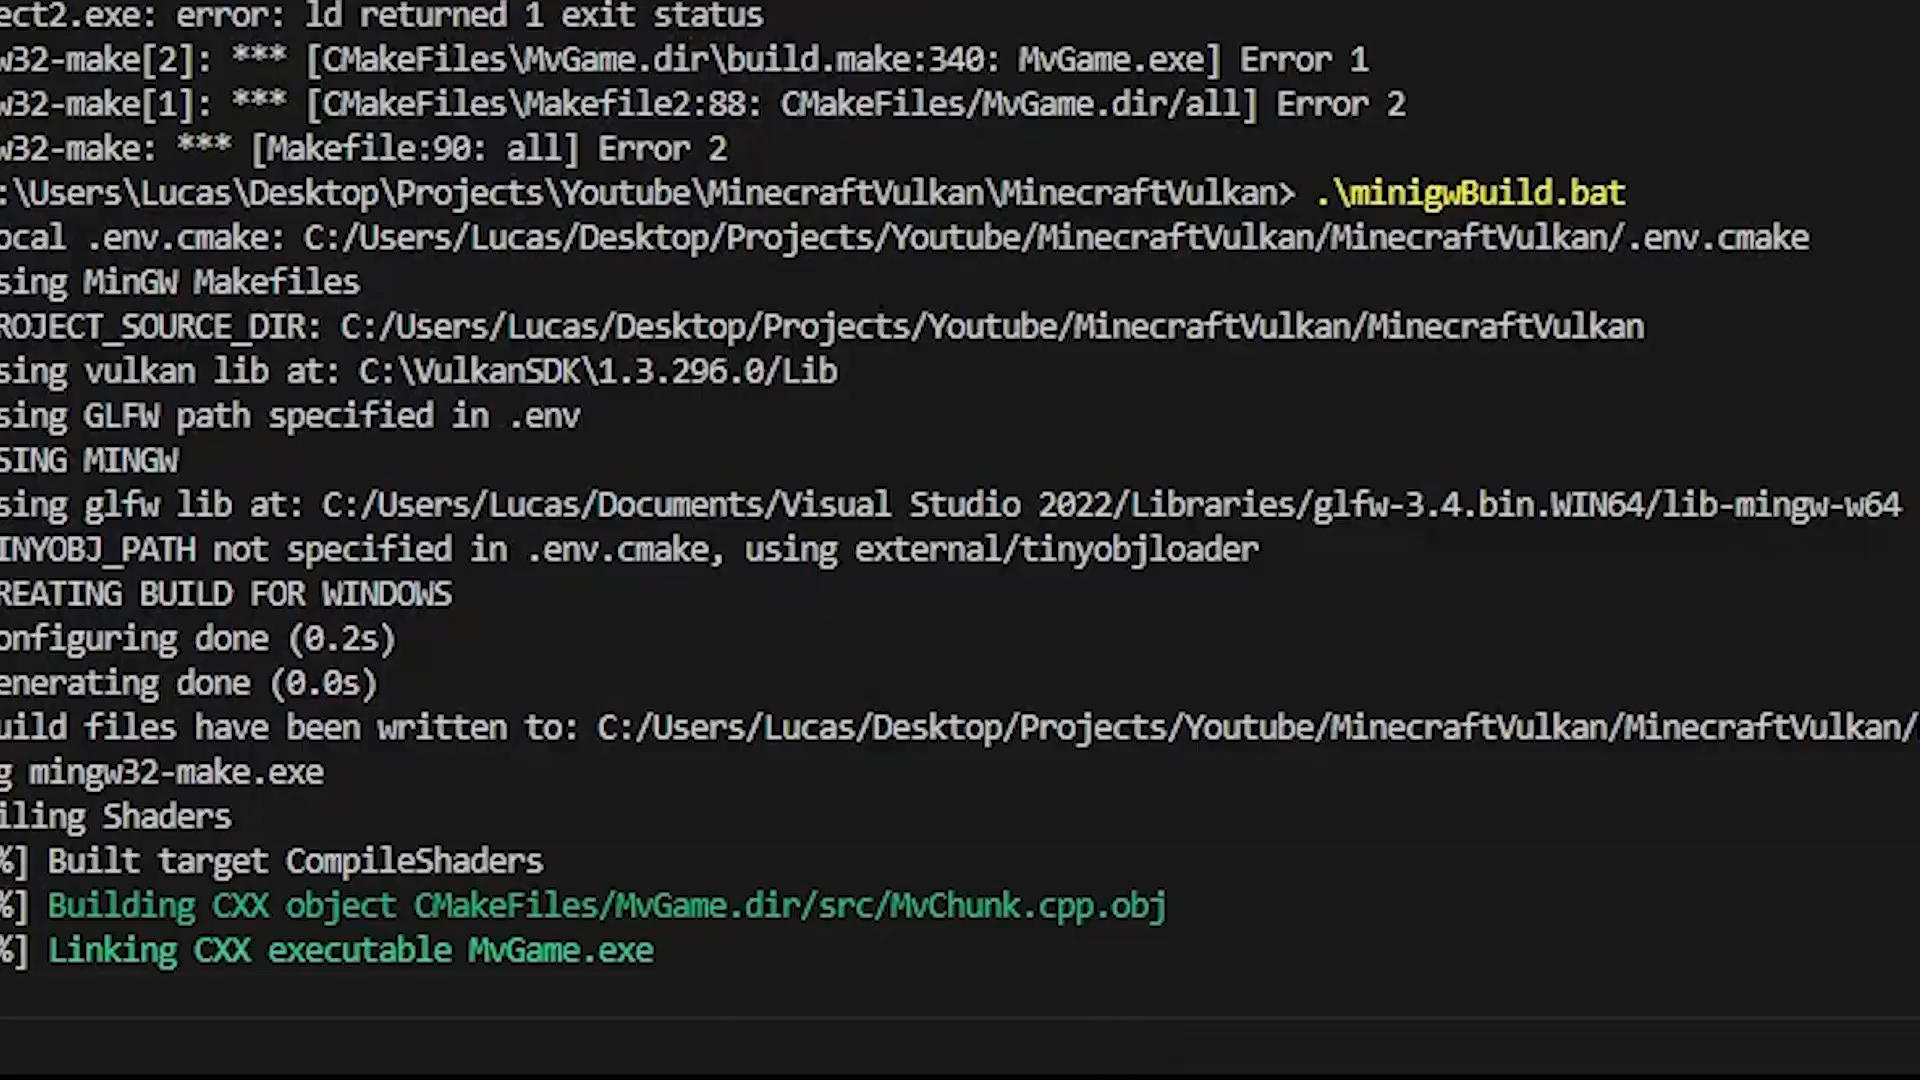 ect2.exe: error: ld returned 1 exit status
w32-make[2]: *** [CMakeFiles\MvGame.dir\build.make:340: MvGame.exe] Error 1
w32-make[1]: *** [CMakeFiles\Makefile2:88: CMakeFiles/MvGame.dir/all] Error 2
w32-make: *** [Makefile:90: all] Error 2
:\Users\Lucas\Desktop\Projects\Youtube\MinecraftVulkan\MinecraftVulkan> .\minigwBuild.bat
ocal .env.cmake: C:/Users/Lucas/Desktop/Projects/Youtube/MinecraftVulkan/MinecraftVulkan/.env.cmake
sing MinGW Makefiles
ROJECT_SOURCE_DIR: C:/Users/Lucas/Desktop/Projects/Youtube/MinecraftVulkan/MinecraftVulkan
sing vulkan lib at: C:\VulkanSDK\1.3.296.0/Lib
sing GLFW path specified in .env
SING MINGW
sing glfw lib at: C:/Users/Lucas/Documents/Visual Studio 2022/Libraries/glfw-3.4.bin.WIN64/lib-mingw-w64
INYOBJ_PATH not specified in .env.cmake, using external/tinyobjloader
REATING BUILD FOR WINDOWS
onfiguring done (0.2s)
enerating done (0.0s)
uild files have been written to: C:/Users/Lucas/Desktop/Projects/Youtube/MinecraftVulkan/MinecraftVulkan/
g mingw32-make.exe
iling Shaders
%] Built target CompileShaders
%] Building CXX object CMakeFiles/MvGame.dir/src/MvChunk.cpp.obj
%] Linking CXX executable MvGame.exe